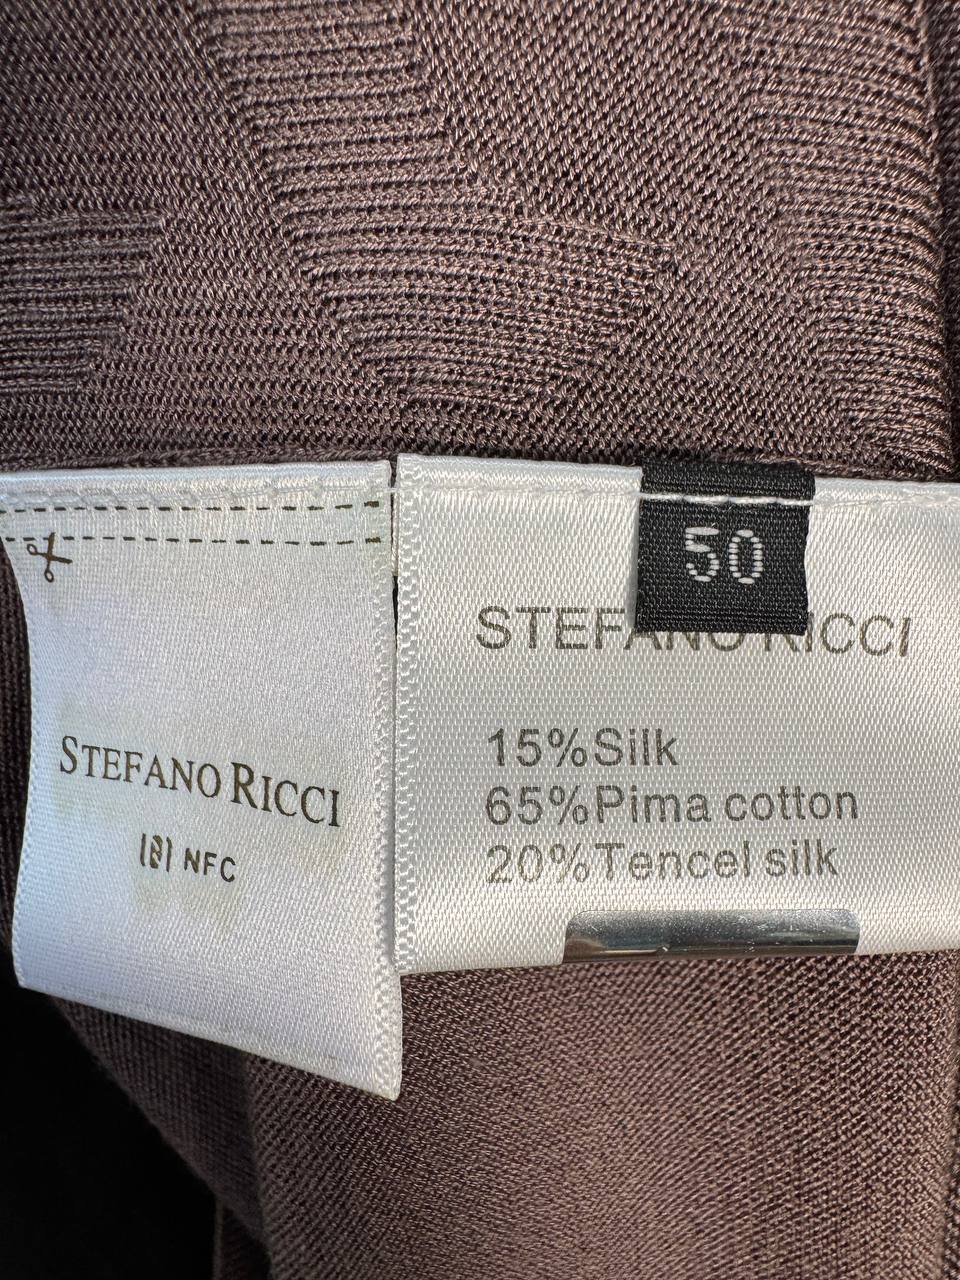 STEFANO RICCI
NFC
50
STEFANO RICCI
15%Silk
65%Pima cotton
20%Tencel silk